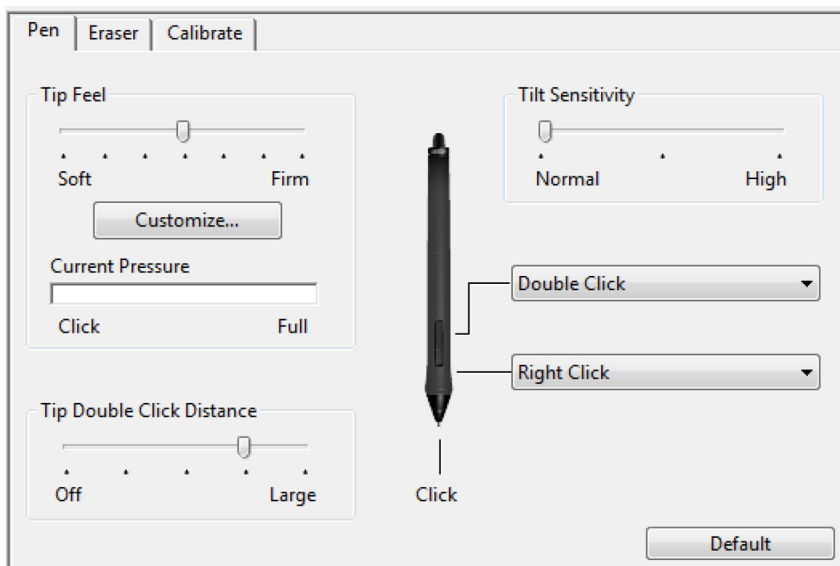 Pen Eraser Calibrate
Tip Feel
Soft Firm
Customize...
Current Pressure
Click Full
Tip Double Click Distance
Off Large
Click
Tilt Sensitivity
Normal High
Double Click
Right Click
Default